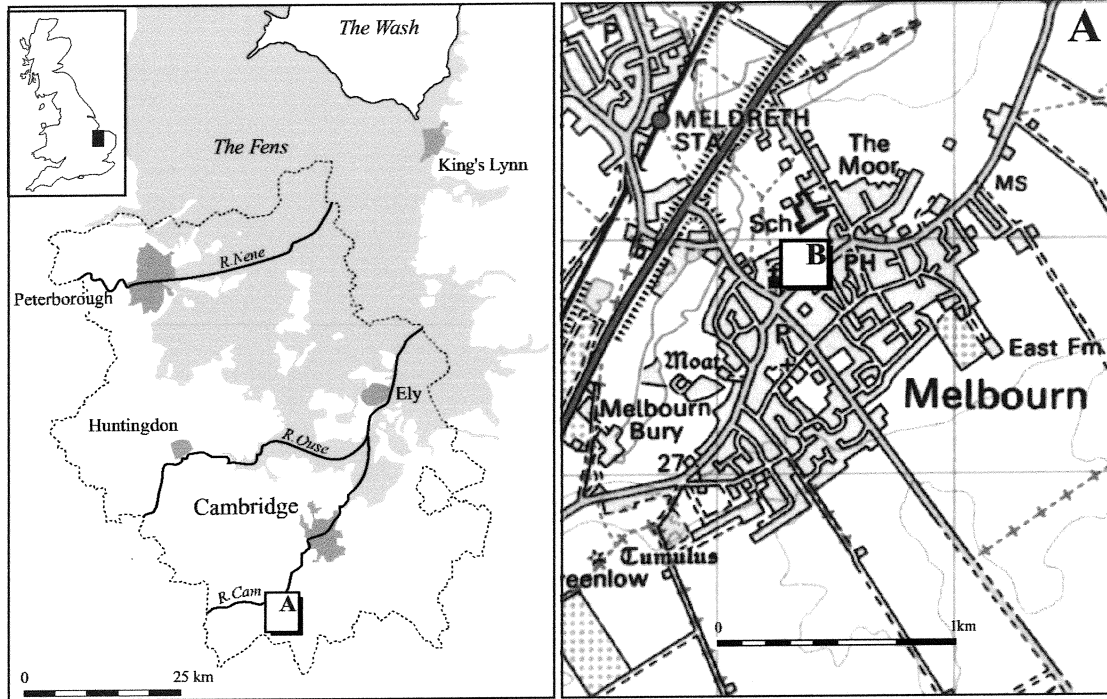 The Wash
The Fens
King's Lynn
R.Nene
Peterborough
Ely
Huntingdon
R.Ouse
Cambridge
R.Cam
A
0
25 km
A
P
MELDRETH
STA
The
Moor
MS
Sch
B
PH
P
Moat
East Fm
Melbourn
Melbourn
Bury
27
Tumulus
reenlow
0
1km